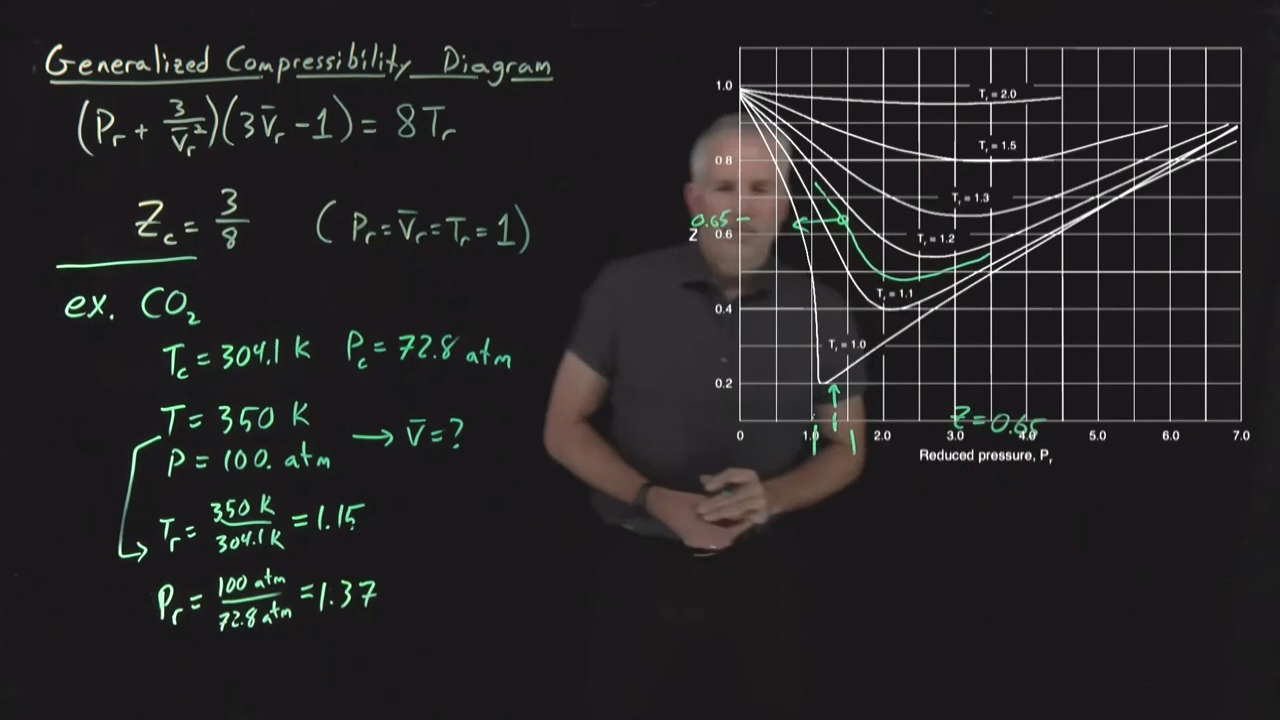 Generalized Compressibility Diagram
(Pr + 3/v̄r²)(3v̄r − 1) = 8Tr
Zc = 3/8 (Pr = v̄r = Tr = 1)
ex. CO2
Tc = 304.1 K Pc = 72.8 atm
T = 350 K
P = 100. atm → v̄ = ?
Tr = 350 K / 304.1 K = 1.15
Pr = 100 atm / 72.8 atm = 1.37
1.0
0.8
0.65
Z 0.6
0.4
0.2
Tr = 2.0
Tr = 1.5
Tr = 1.3
Tr = 1.2
Tr = 1.1
Tr = 1.0
Z = 0.65
0 1.0 2.0 3.0 4.0 5.0 6.0 7.0
Reduced pressure, Pr